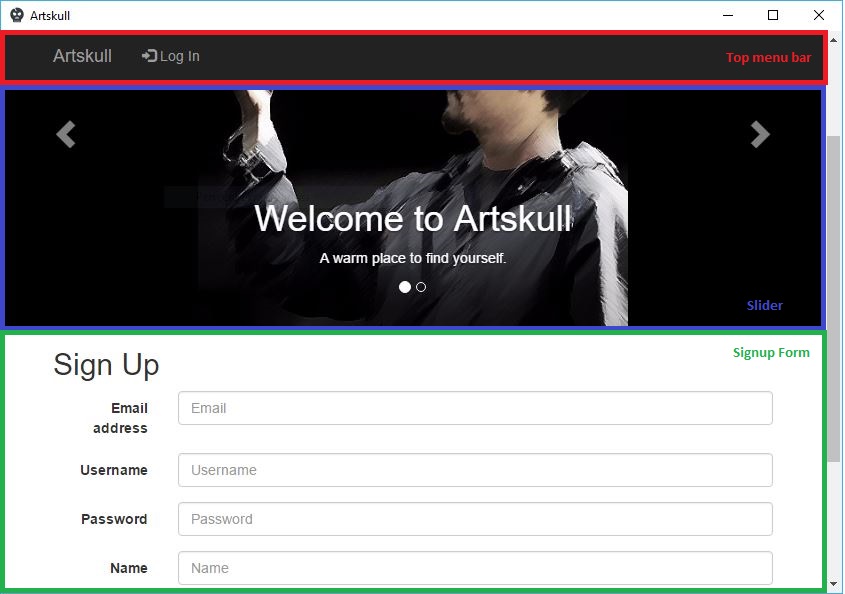 Artskull
Artskull Log In Top menu bar
Welcome to Artskull
A warm place to find yourself.
Slider
Signup Form
Sign Up
Email address Email
Username Username
Password Password
Name Name